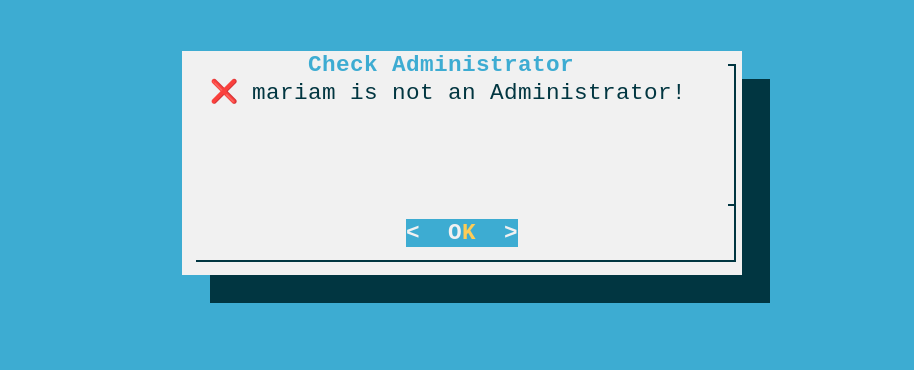 Check Administrator
❌ mariam is not an Administrator!
<  OK  >